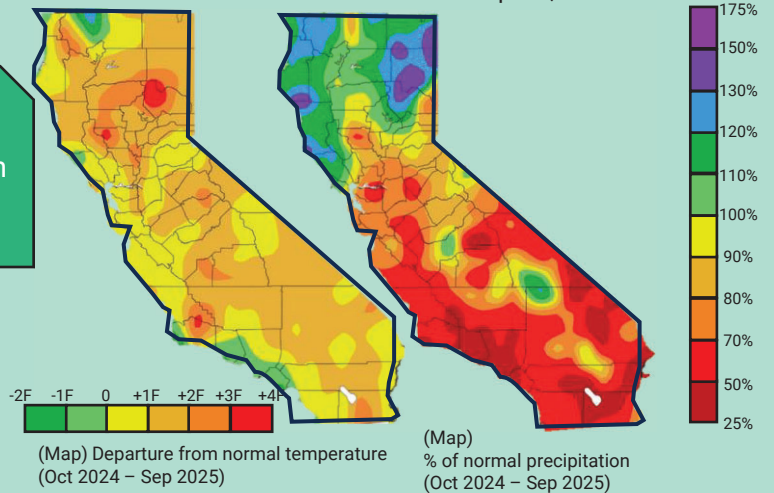 -2F -1F 0 +1F +2F +3F +4F
(Map) Departure from normal temperature
(Oct 2024 – Sep 2025)
(Map)
% of normal precipitation
(Oct 2024 – Sep 2025)
175%
150%
130%
120%
110%
100%
90%
80%
70%
50%
25%